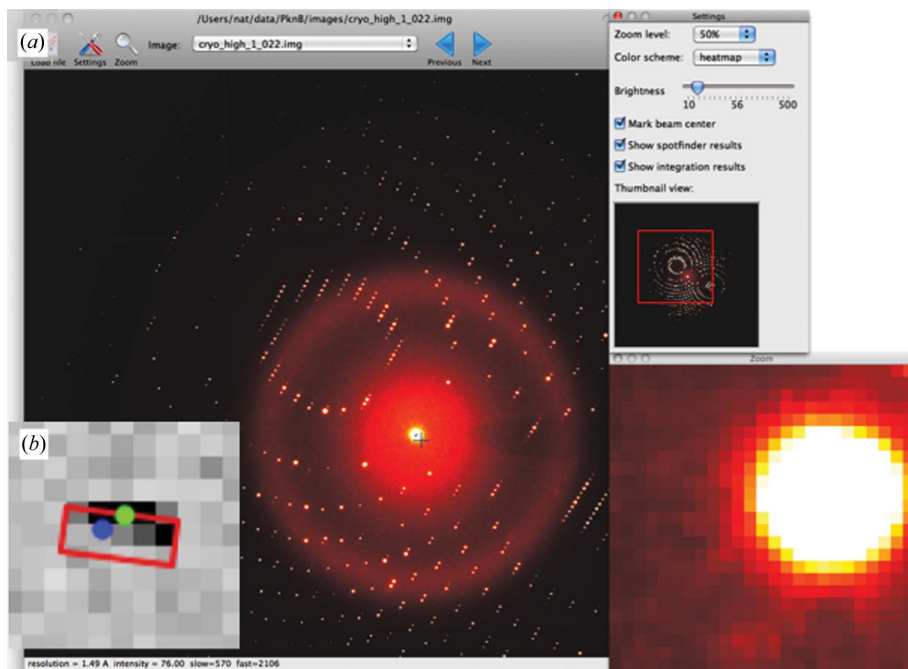 /Users/nat/data/PknB/images/cryo_high_1_022.img
(a)
Image: cryo_high_1_022.img
Load file Settings Zoom Previous Next
Settings
Zoom level: 50%
Color scheme: heatmap
Brightness
10 56 500
Mark beam center
Show spotfinder results
Show integration results
Thumbnail view:
Zoom
(b)
resolution = 1.49 A intensity = 76.00 slow=570 fast=2106